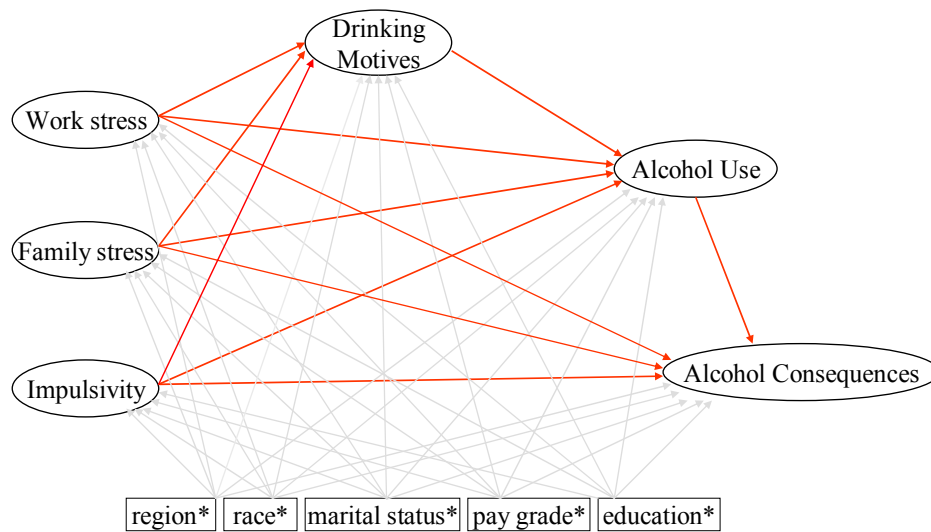 Drinking
Motives
Work stress
Alcohol Use
Family stress
Impulsivity
Alcohol Consequences
region*
race*
marital status*
pay grade*
education*